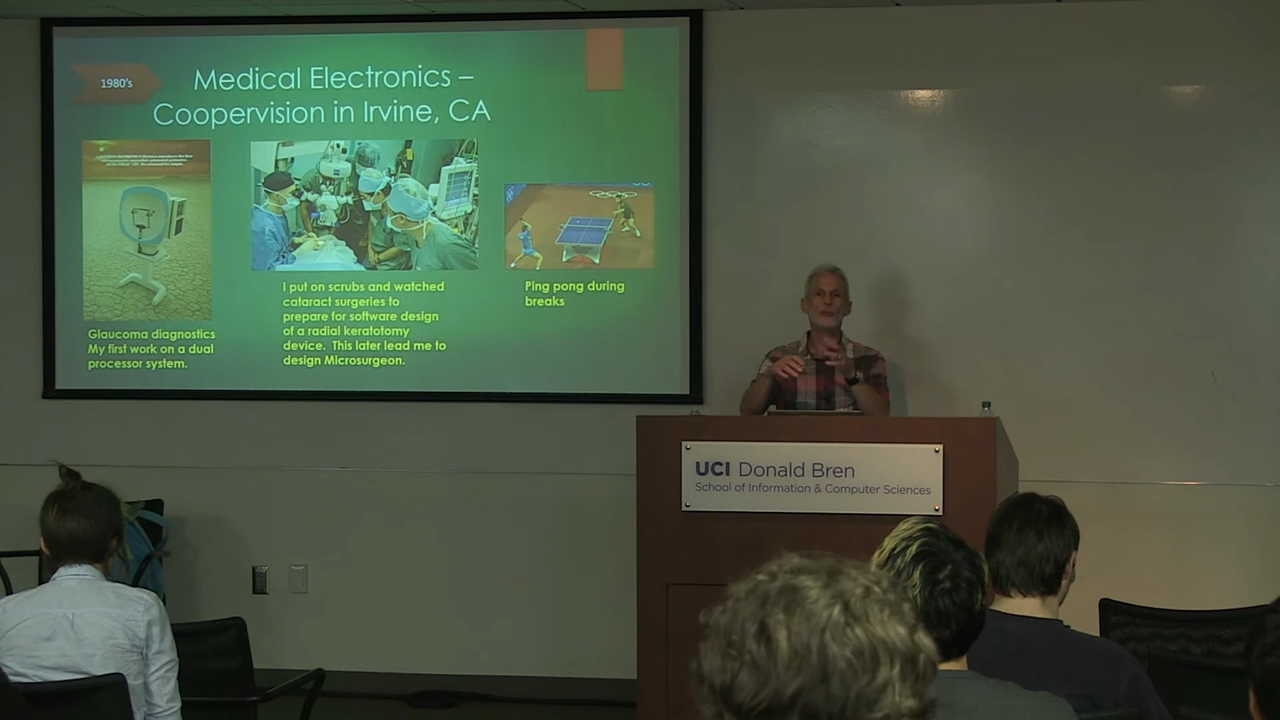 1980's
Medical Electronics –
Coopervision in Irvine, CA
Glaucoma diagnostics
My first work on a dual
processor system.
I put on scrubs and watched
cataract surgeries to
prepare for software design
of a radial keratotomy
device. This later lead me to
design Microsurgeon.
Ping pong during
breaks
UCI Donald Bren
School of Information & Computer Sciences